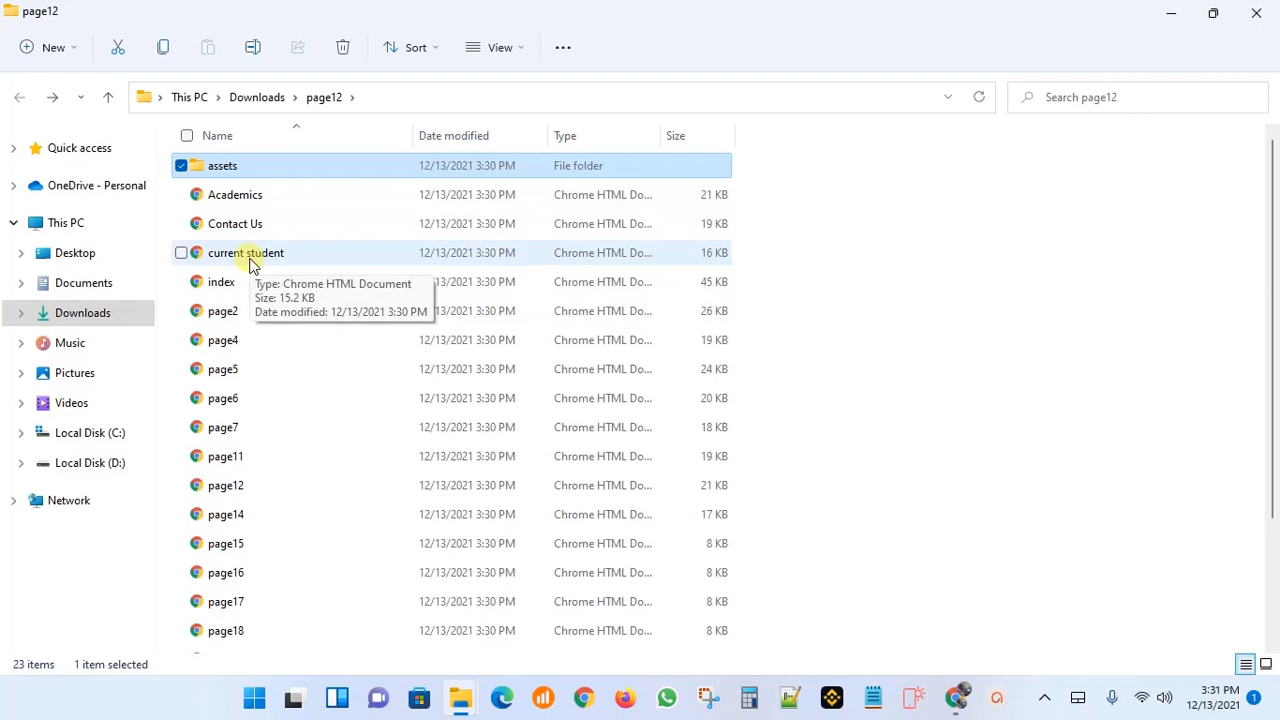 page12
New
Sort
View
This PC
Downloads
page12
Search page12
Quick access
OneDrive - Personal
This PC
Desktop
Documents
Downloads
Music
Pictures
Videos
Local Disk (C:)
Local Disk (D:)
Network
Name Date modified Type Size
assets 12/13/2021 3:30 PM File folder
Academics 12/13/2021 3:30 PM Chrome HTML Do... 21 KB
Contact Us 12/13/2021 3:30 PM Chrome HTML Do... 19 KB
current student 12/13/2021 3:30 PM Chrome HTML Do... 16 KB
index Chrome HTML Do... 45 KB
page2 Chrome HTML Do... 26 KB
Type: Chrome HTML Document
Size: 15.2 KB
Date modified: 12/13/2021 3:30 PM
page4 12/13/2021 3:30 PM Chrome HTML Do... 19 KB
page5 12/13/2021 3:30 PM Chrome HTML Do... 24 KB
page6 12/13/2021 3:30 PM Chrome HTML Do... 20 KB
page7 12/13/2021 3:30 PM Chrome HTML Do... 18 KB
page11 12/13/2021 3:30 PM Chrome HTML Do... 19 KB
page12 12/13/2021 3:30 PM Chrome HTML Do... 21 KB
page14 12/13/2021 3:30 PM Chrome HTML Do... 17 KB
page15 12/13/2021 3:30 PM Chrome HTML Do... 8 KB
page16 12/13/2021 3:30 PM Chrome HTML Do... 8 KB
page17 12/13/2021 3:30 PM Chrome HTML Do... 8 KB
page18 12/13/2021 3:30 PM Chrome HTML Do... 8 KB
23 items 1 item selected
3:31 PM
12/13/2021
1